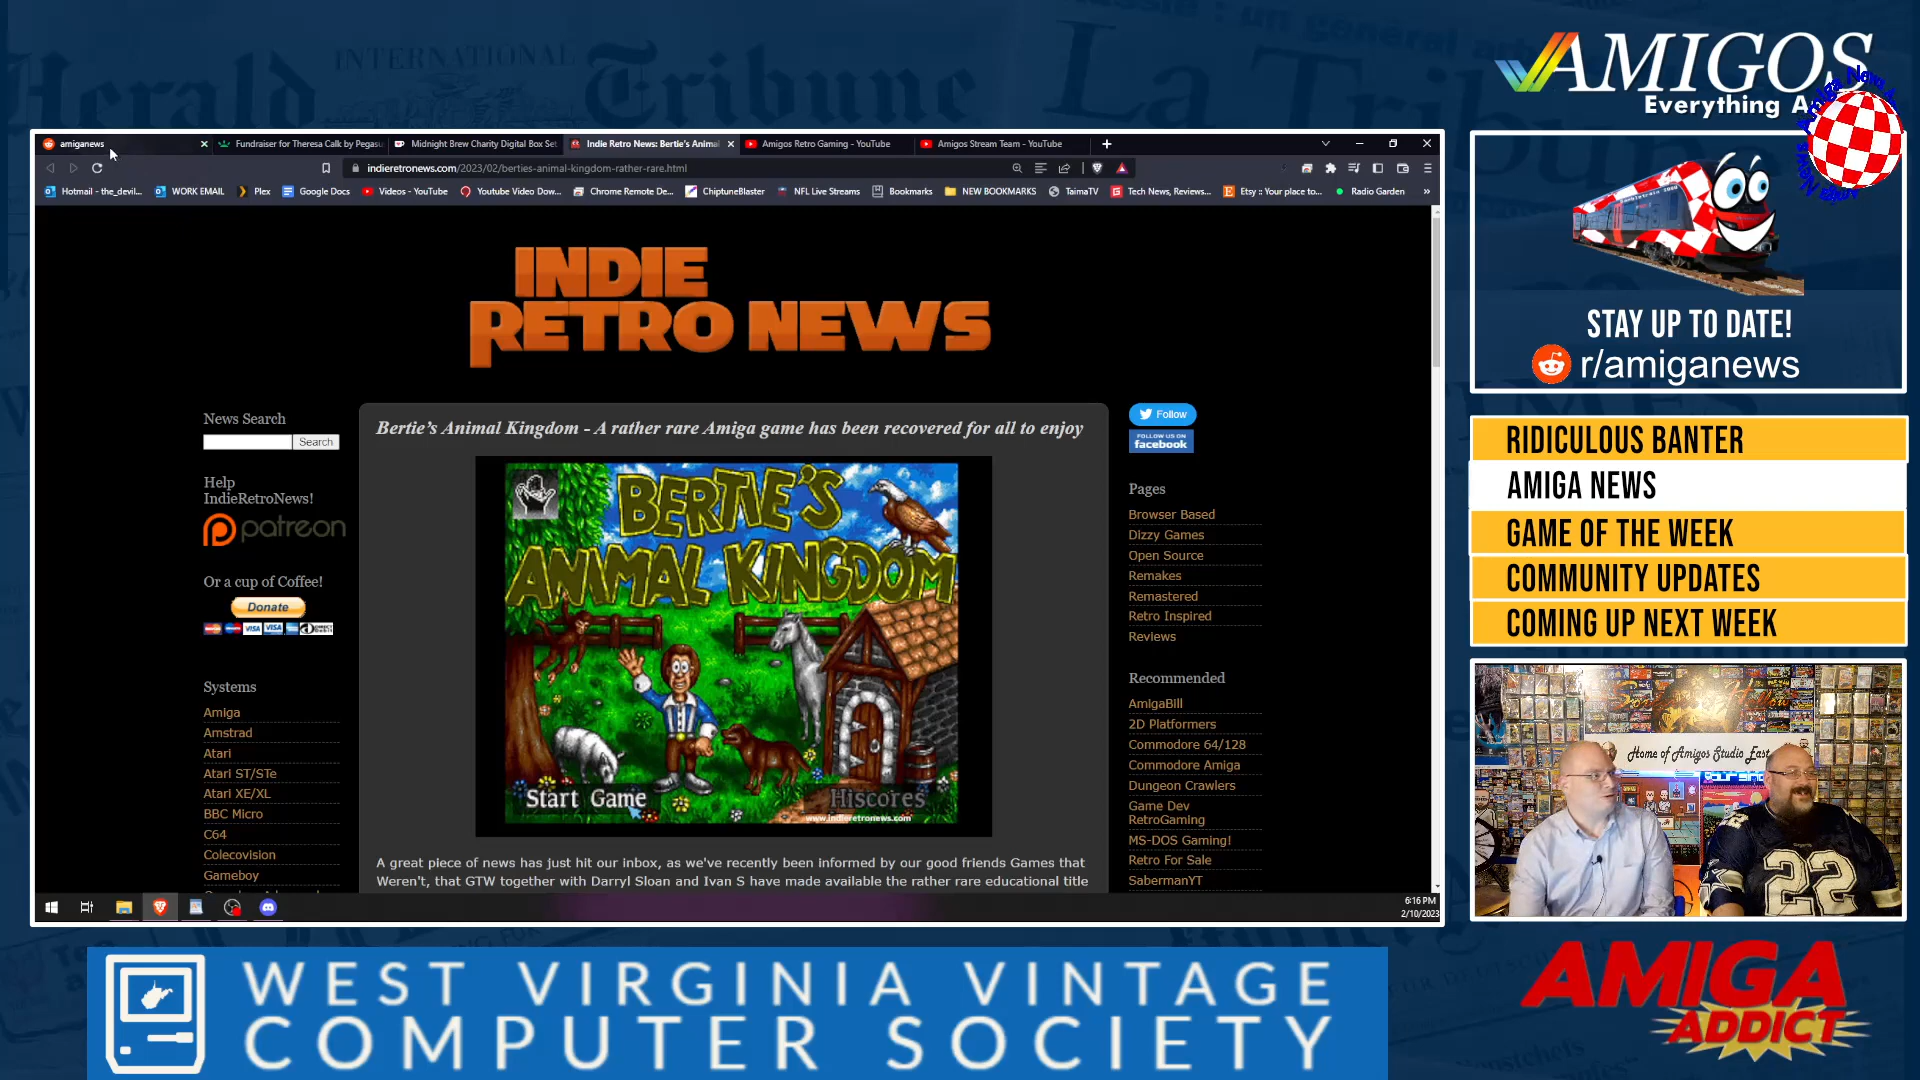 Herald
INTERNATIONAL
Tribune
AMIGOS
Everything A
amiganews
Fundraiser for Theresa Calk by Pegasu
Midnight Brew Charity Digital Box Set
Indie Retro News: Bertie's Animal
Amigos Retro Gaming - YouTube
Amigos Stream Team - YouTube
indieretronews.com/2023/02/berties-animal-kingdom-rather-rare.html
Hotmail - the_devil...
WORK EMAIL
Plex
Google Docs
Videos - YouTube
Youtube Video Dow...
Chrome Remote De...
ChiptuneBlaster
NFL Live Streams
Bookmarks
NEW BOOKMARKS
TaimaTV
Tech News, Reviews...
Etsy :: Your place to...
Radio Garden
INDIE
RETRO NEWS
News Search
Search
Help
IndieRetroNews!
patreon
Or a cup of Coffee!
Donate
Systems
Amiga
Amstrad
Atari
Atari ST/STe
Atari XE/XL
BBC Micro
C64
Colecovision
Gameboy
Bertie's Animal Kingdom - A rather rare Amiga game has been recovered for all to enjoy
BERTIE'S
ANIMAL KINGDOM
Start Game
Hiscores
www.indieretronews.com
A great piece of news has just hit our inbox, as we've recently been informed by our good friends Games that
Weren't, that GTW together with Darryl Sloan and Ivan S have made available the rather rare educational title
Follow
FOLLOW US ON
facebook
Pages
Browser Based
Dizzy Games
Open Source
Remakes
Remastered
Retro Inspired
Reviews
Recommended
AmigaBill
2D Platformers
Commodore 64/128
Commodore Amiga
Dungeon Crawlers
Game Dev
RetroGaming
MS-DOS Gaming!
Retro For Sale
SabermanYT
6:16 PM
2/10/2023
STAY UP TO DATE!
r/amiganews
RIDICULOUS BANTER
AMIGA NEWS
GAME OF THE WEEK
COMMUNITY UPDATES
COMING UP NEXT WEEK
Home of Amigos Studio East
22
WEST VIRGINIA VINTAGE
COMPUTER SOCIETY
AMIGA
ADDICT